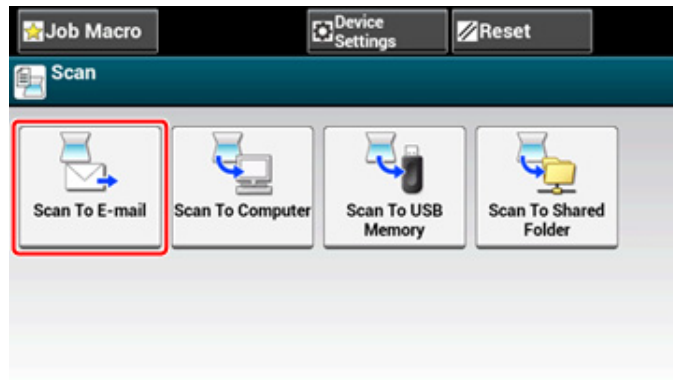 Job Macro
Device
Settings
Reset
Scan
Scan To E-mail
Scan To Computer
Scan To USB
Memory
Scan To Shared
Folder